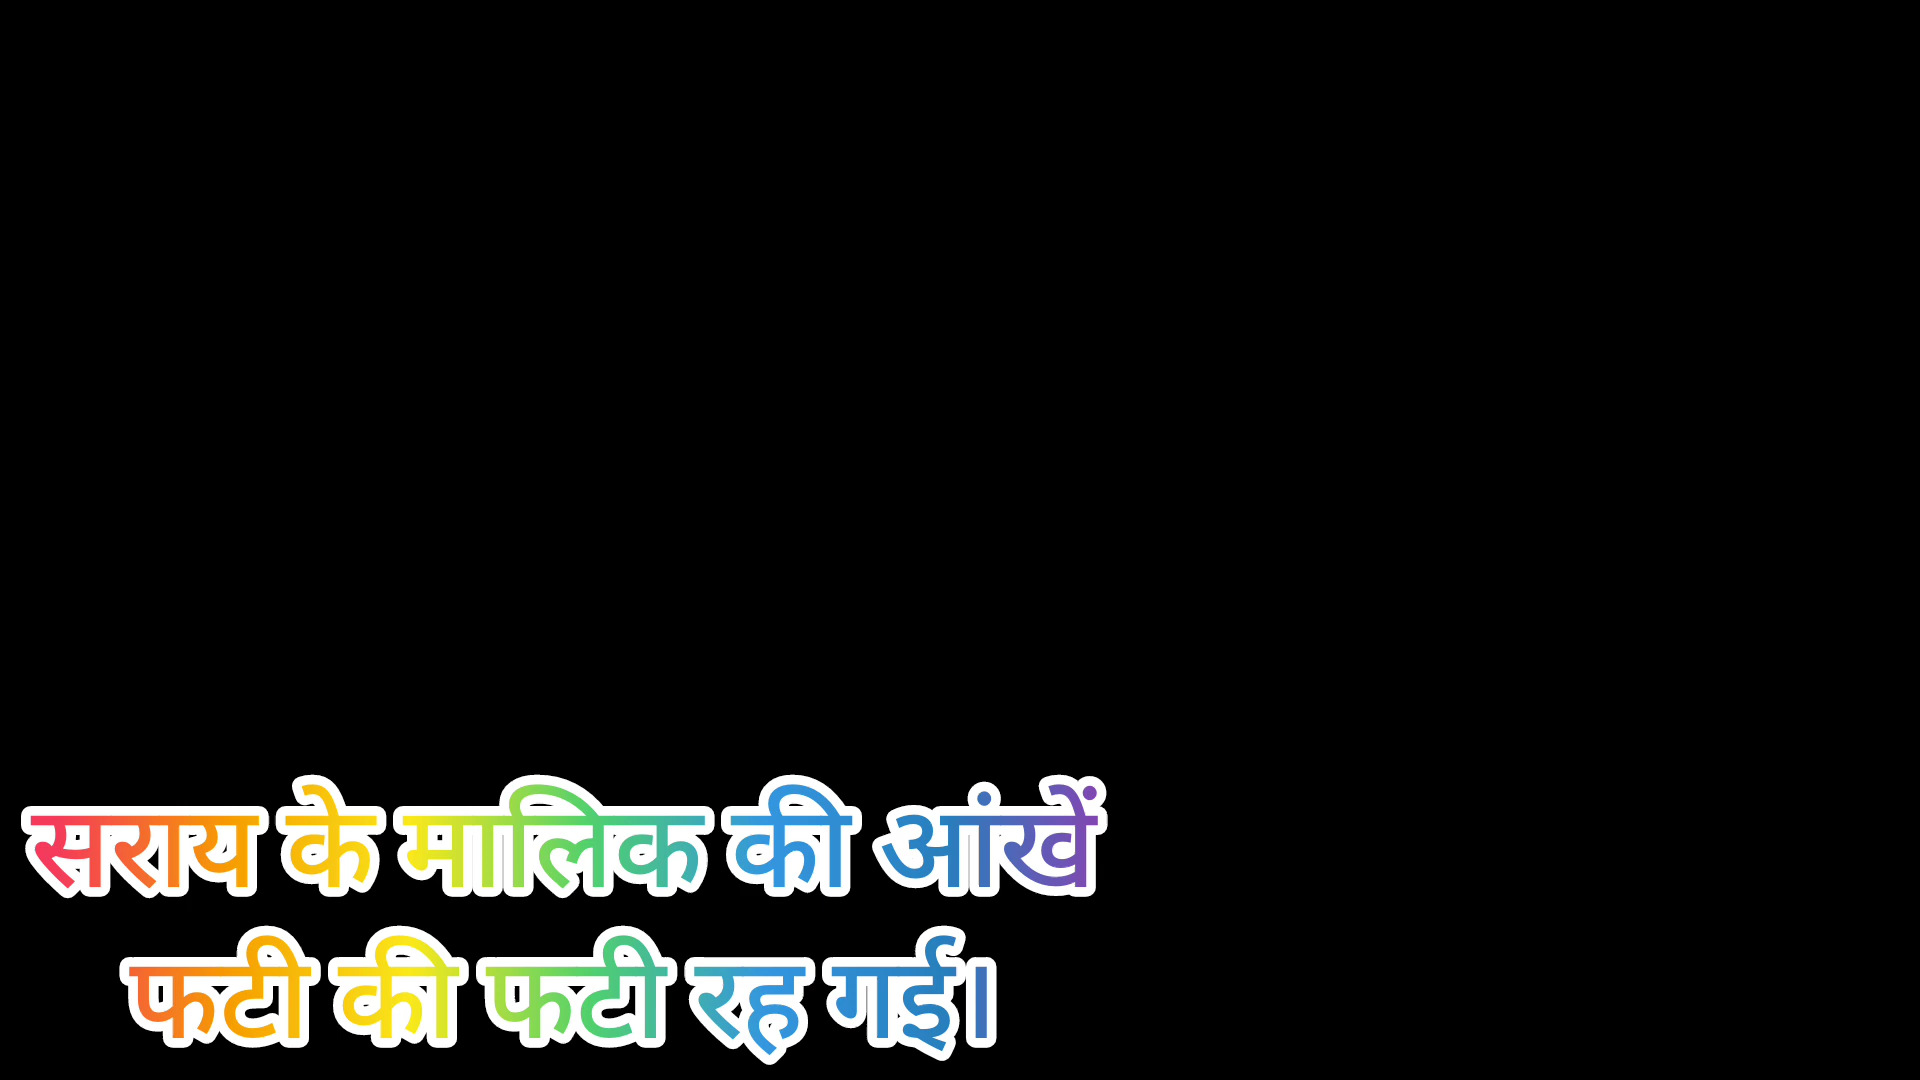 सराय के मालिक की आंखें
फटी की फटी रह गई।